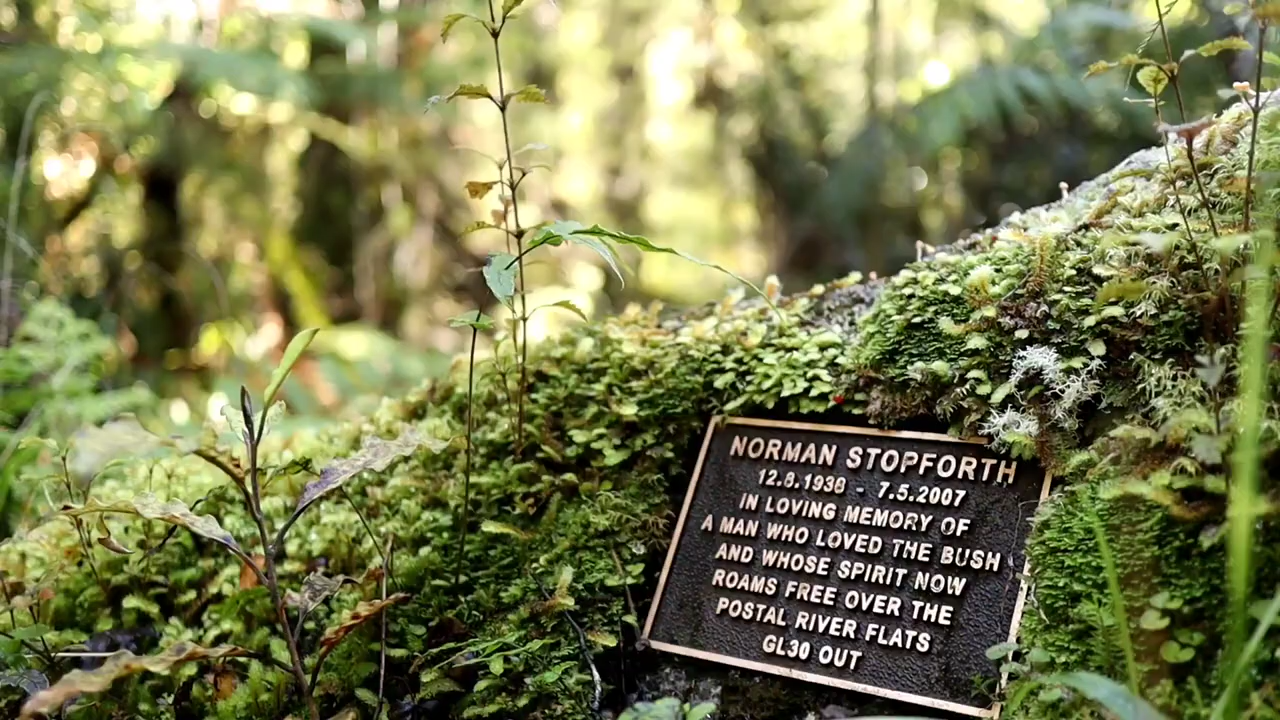 NORMAN STOPFORTH
12.8.1938 - 7.5.2007
IN LOVING MEMORY OF
A MAN WHO LOVED THE BUSH
AND WHOSE SPIRIT NOW
ROAMS FREE OVER THE
POSTAL RIVER FLATS
GL30 OUT